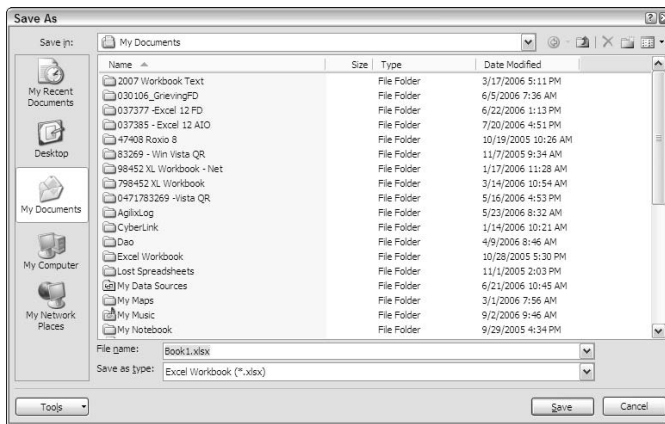 Save As
Save in: My Documents
Name Size Type Date Modified
2007 Workbook Text File Folder 3/17/2006 5:11 PM
030106_GrievingFD File Folder 6/5/2006 7:36 AM
037377 -Excel 12 FD File Folder 6/22/2006 1:13 PM
037385 - Excel 12 AIO File Folder 7/20/2006 4:51 PM
47408 Roxio 8 File Folder 10/19/2005 10:26 AM
83269 - Win Vista QR File Folder 11/7/2005 9:34 AM
98452 XL Workbook - Net File Folder 1/17/2006 11:28 AM
798452 XL Workbook File Folder 3/14/2006 10:54 AM
0471783269 -Vista QR File Folder 5/16/2006 4:53 PM
AgilixLog File Folder 5/23/2006 8:32 AM
CyberLink File Folder 1/14/2006 10:21 AM
Dao File Folder 4/9/2006 8:46 AM
Excel Workbook File Folder 10/28/2005 5:30 PM
Lost Spreadsheets File Folder 11/1/2005 2:03 PM
My Data Sources File Folder 6/21/2006 10:45 AM
My Maps File Folder 3/1/2006 7:56 AM
My Music File Folder 9/2/2006 9:46 AM
My Notebook File Folder 9/29/2005 4:34 PM
My Recent
Documents
Desktop
My Documents
My Computer
My Network
Places
File name: Book1.xlsx
Save as type: Excel Workbook (*.xlsx)
Tools Save Cancel